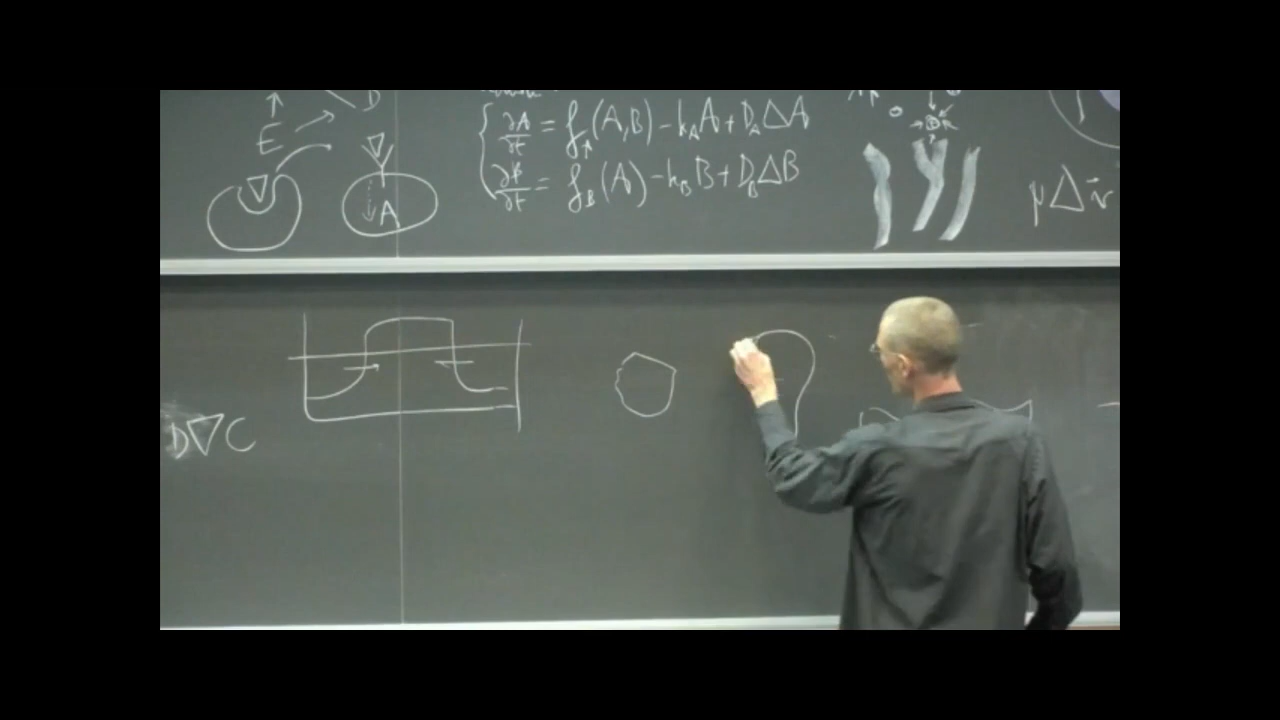 E
D
A
∂A/∂t = f_A(A,B) − k_A A + D_A ΔA
∂B/∂t = f_B(A) − k_B B + D_B ΔB
μΔv⃗
D∇C